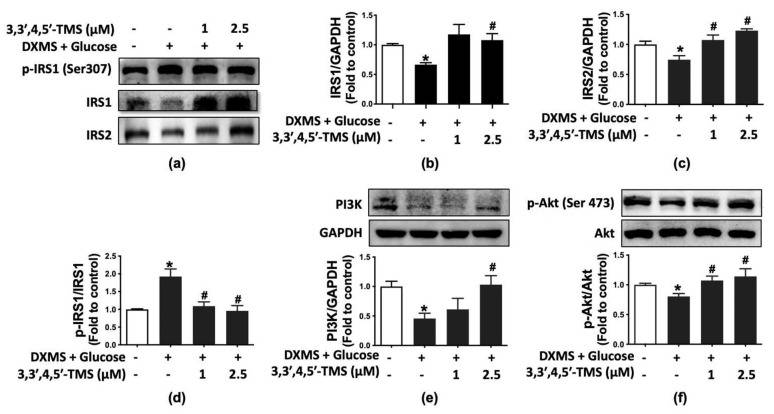 3,3′,4,5′-TMS (μM) - - 1 2.5
DXMS + Glucose - + + +
p-IRS1 (Ser307)
IRS1
IRS2
(a)
IRS1/GAPDH
(Fold to control)
1.5
1.0
0.5
0.0
*
#
DXMS + Glucose - + + +
3,3′,4,5′-TMS (μM) - - 1 2.5
(b)
IRS2/GAPDH
(Fold to control)
1.5
1.0
0.5
0.0
*
#
#
DXMS + Glucose - + + +
3,3′,4,5′-TMS (μM) - - 1 2.5
(c)
p-IRS1/IRS1
(Fold to control)
2.5
2.0
1.5
1.0
0.5
0.0
*
#
#
DXMS + Glucose - + + +
3,3′,4,5′-TMS (μM) - - 1 2.5
(d)
PI3K
GAPDH
PI3K/GAPDH
(Fold to control)
1.5
1.0
0.5
0.0
*
#
DXMS + Glucose - + + +
3,3′,4,5′-TMS (μM) - - 1 2.5
(e)
p-Akt (Ser 473)
Akt
p-Akt/Akt
(Fold to control)
1.5
1.0
0.5
0.0
*
#
#
DXMS + Glucose - + + +
3,3′,4,5′-TMS (μM) - - 1 2.5
(f)